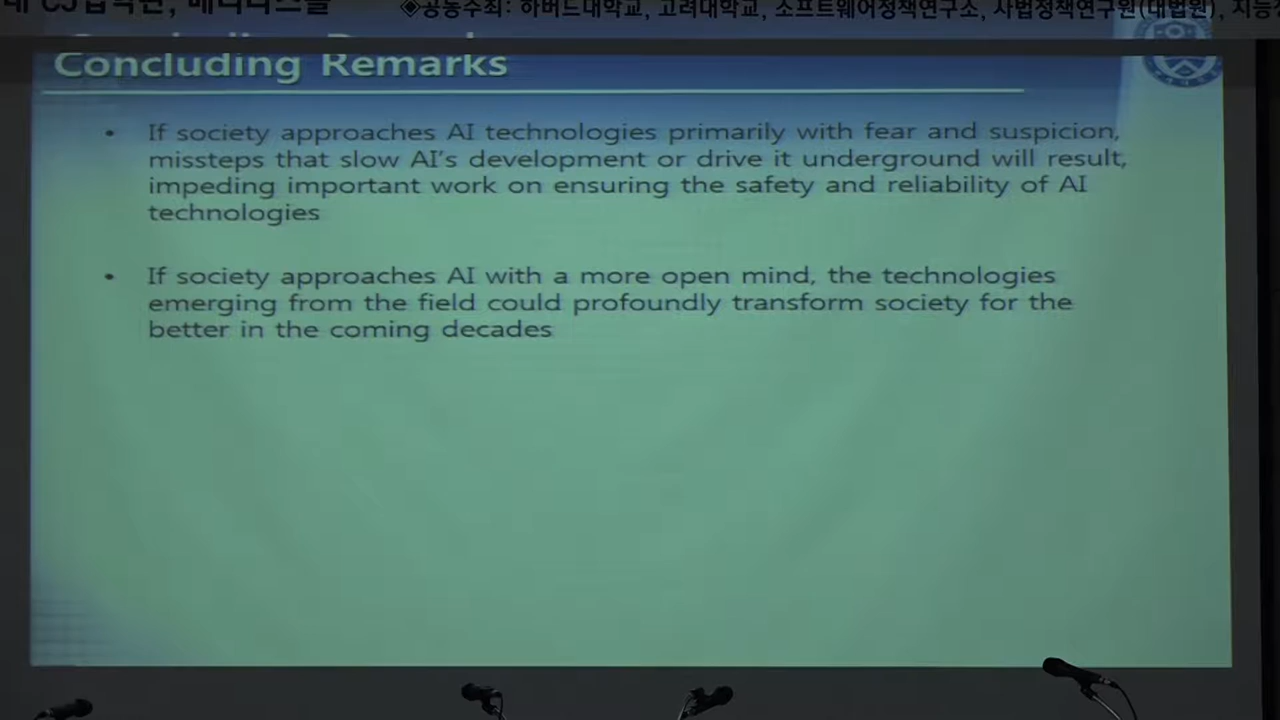 ◈공동수최: 하버드대학교, 고려대학교, 소프트웨어정책연구소, 사법정책연구원(대법원), 지능정
Concluding Remarks
• If society approaches AI technologies primarily with fear and suspicion,
missteps that slow AI's development or drive it underground will result,
impeding important work on ensuring the safety and reliability of AI
technologies
• If society approaches AI with a more open mind, the technologies
emerging from the field could profoundly transform society for the
better in the coming decades